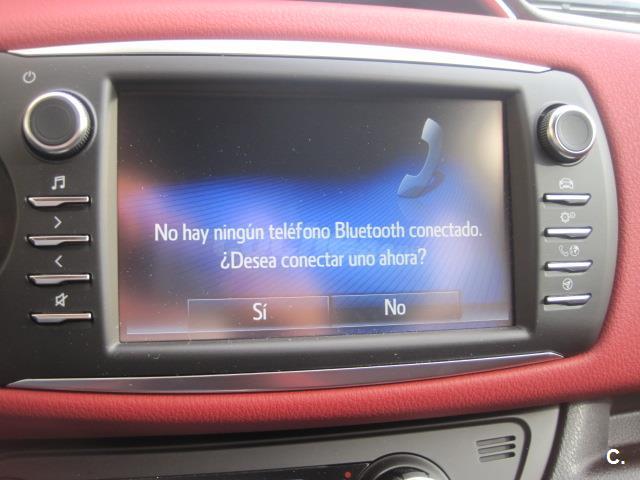 No hay ningún teléfono Bluetooth conectado.
¿Desea conectar uno ahora?
Sí
No
C.